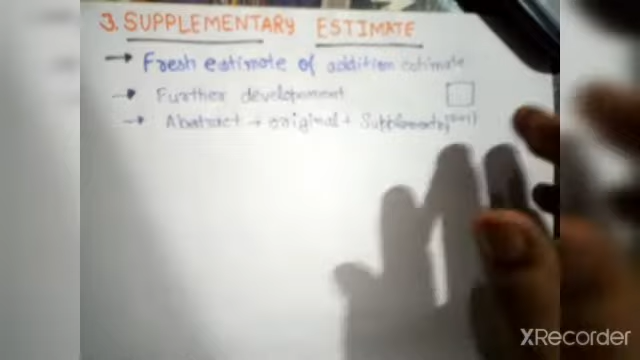 3. SUPPLEMENTARY ESTIMATE
→ Fresh estimate of addition estimate
→ Further development
→ Abstract → original + Supplementary
XRecorder